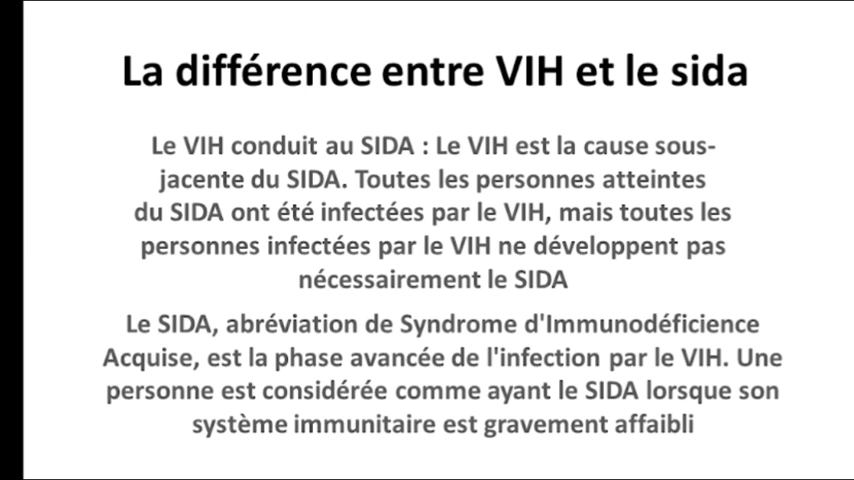 La différence entre VIH et le sida
Le VIH conduit au SIDA : Le VIH est la cause sous-
jacente du SIDA. Toutes les personnes atteintes
du SIDA ont été infectées par le VIH, mais toutes les
personnes infectées par le VIH ne développent pas
nécessairement le SIDA
Le SIDA, abréviation de Syndrome d'Immunodéficience
Acquise, est la phase avancée de l'infection par le VIH. Une
personne est considérée comme ayant le SIDA lorsque son
système immunitaire est gravement affaibli